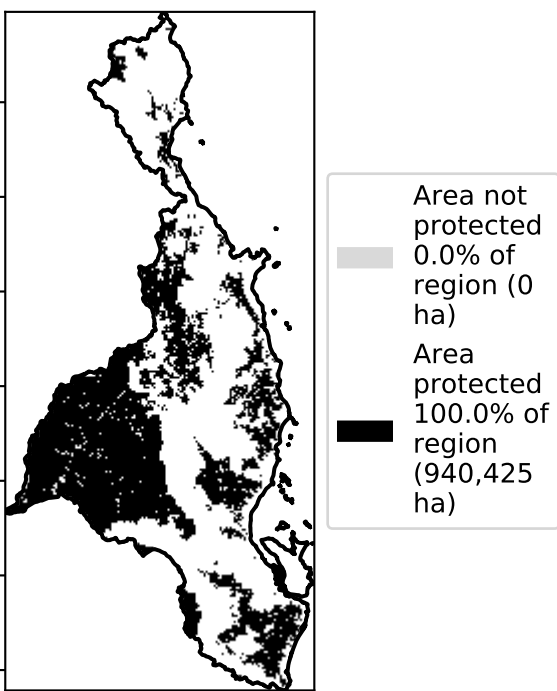 Area not
protected
0.0% of
region (0
ha)
Area
protected
100.0% of
region
(940,425
ha)